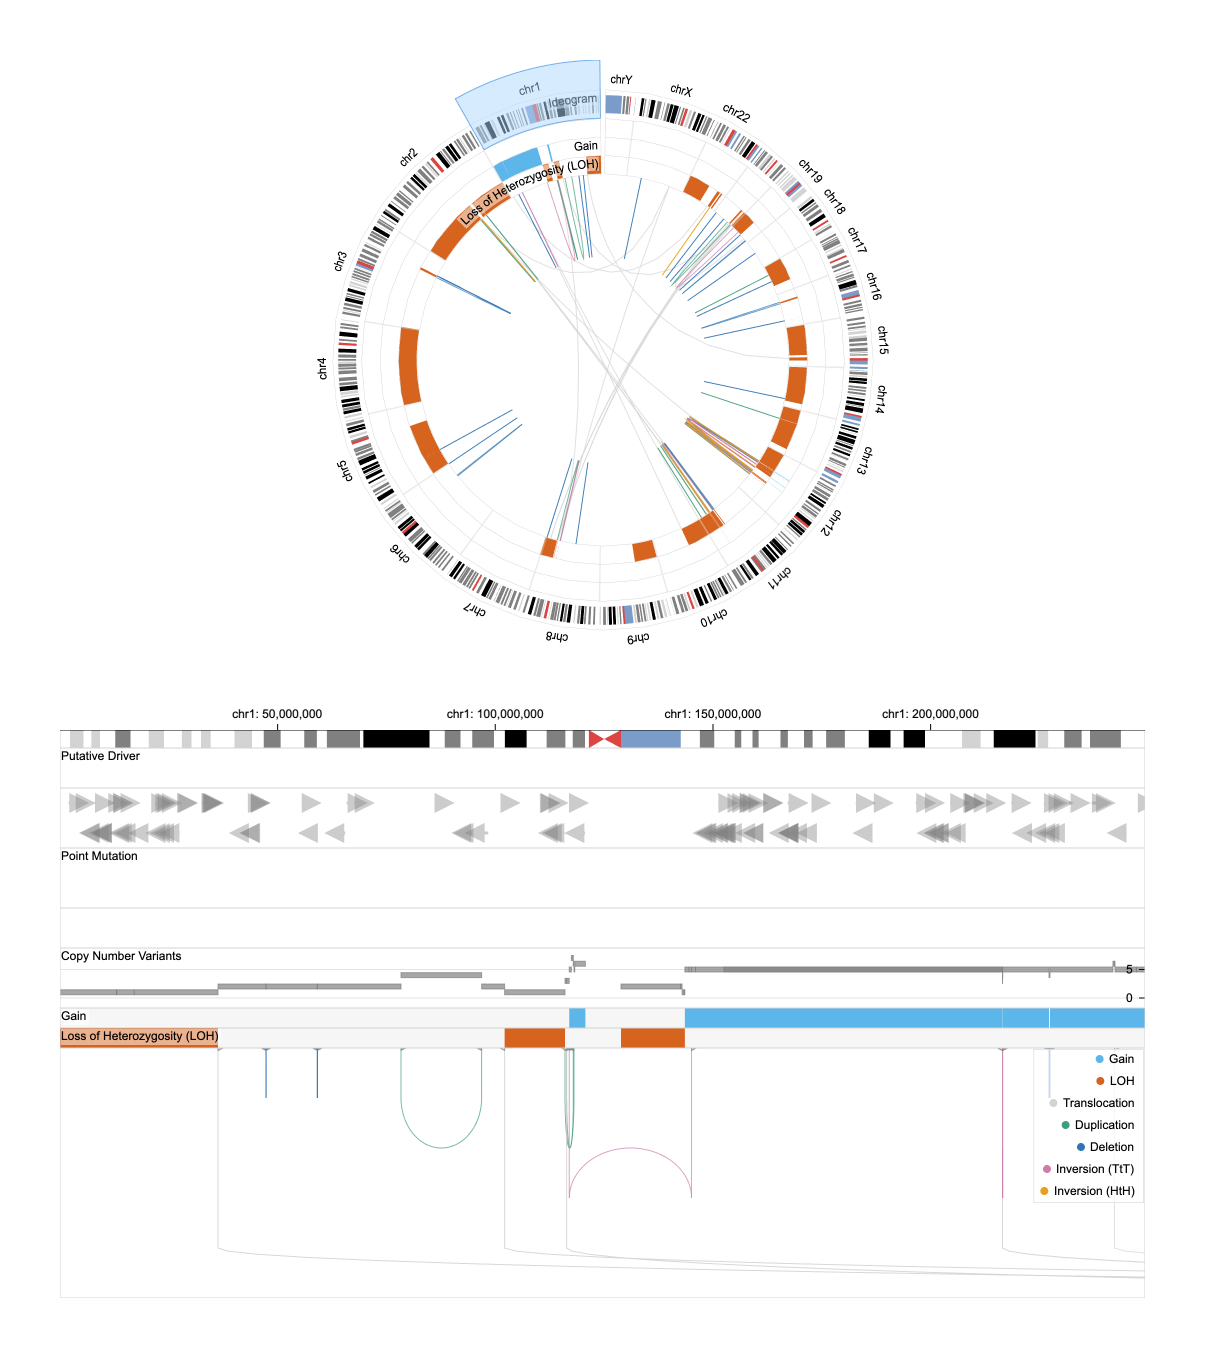 chrY
chrX
chr22
chr1
Ideogram
chr19
chr18
chr2
Gain
Loss of Heterozygosity (LOH)
chr17
chr3
chr16
chr15
chr4
chr14
chr13
chr5
chr12
chr6
chr11
chr7
chr10
chr8
chr9
chr1: 50,000,000
chr1: 100,000,000
chr1: 150,000,000
chr1: 200,000,000
Putative Driver
Point Mutation
Copy Number Variants
5
0
Gain
Loss of Heterozygosity (LOH)
Gain
LOH
Translocation
Duplication
Deletion
Inversion (TtT)
Inversion (HtH)